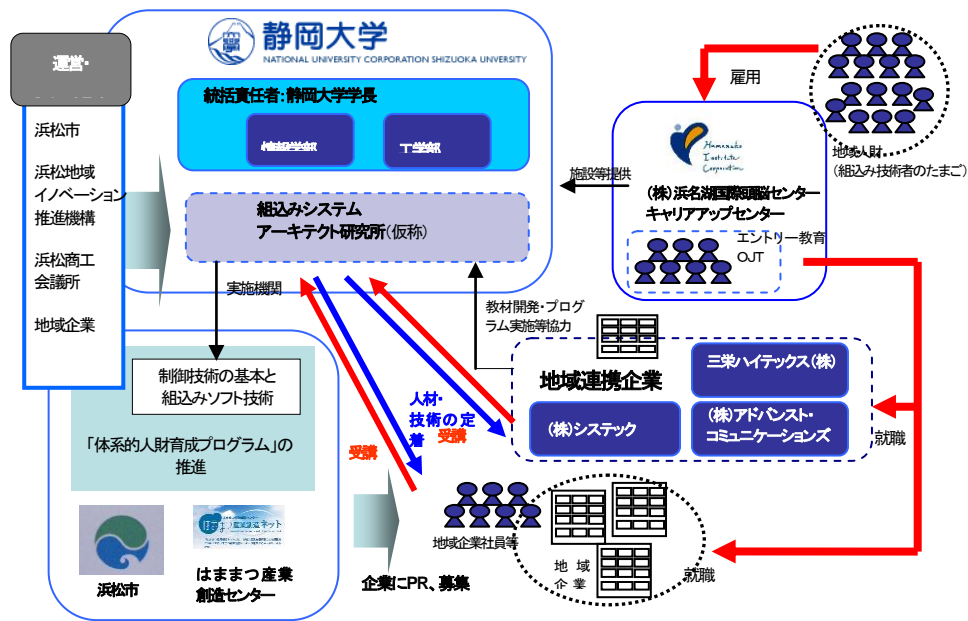 静岡大学
NATIONAL UNIVERSITY CORPORATION SHIZUOKA UNIVERSITY
運営・
浜松市
浜松地域
イノベーション
推進機構
浜松商工
会議所
地域企業
統括責任者:静岡大学学長
情報学部
工学部
組込みシステム
アーキテクト研究所(仮称)
雇用
地域人財
(組込み技術者のたまご)
Hamanako
Institute
Corporation
施設等提供
(株)浜名湖国際頭脳センター
キャリアアップセンター
エントリー教育
OJT
実施機関
教材開発・プログ
ラム実施等協力
制御技術の基本と
組込みソフト技術
「体系的人財育成プログラム」の
推進
人材・
技術の定
着
受講
受講
地域連携企業
三栄ハイテックス(株)
(株)システック
(株)アドバンスト・
コミュニケーションズ
就職
浜松市
はままつ産業
創造センター
企業にPR、募集
地域企業社員等
地域
企業
就職